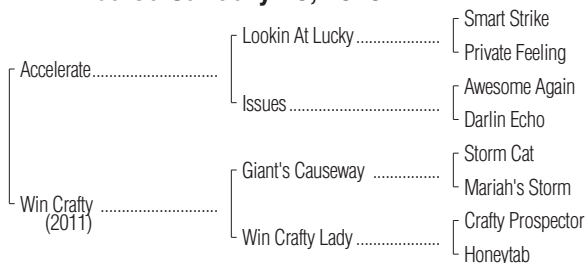 Smart Strike
Lookin At Lucky
Private Feeling
Accelerate
Awesome Again
Issues
Darlin Echo
Storm Cat
Giant's Causeway
Mariah's Storm
Win Crafty
(2011)
Crafty Prospector
Win Crafty Lady
Honeytab